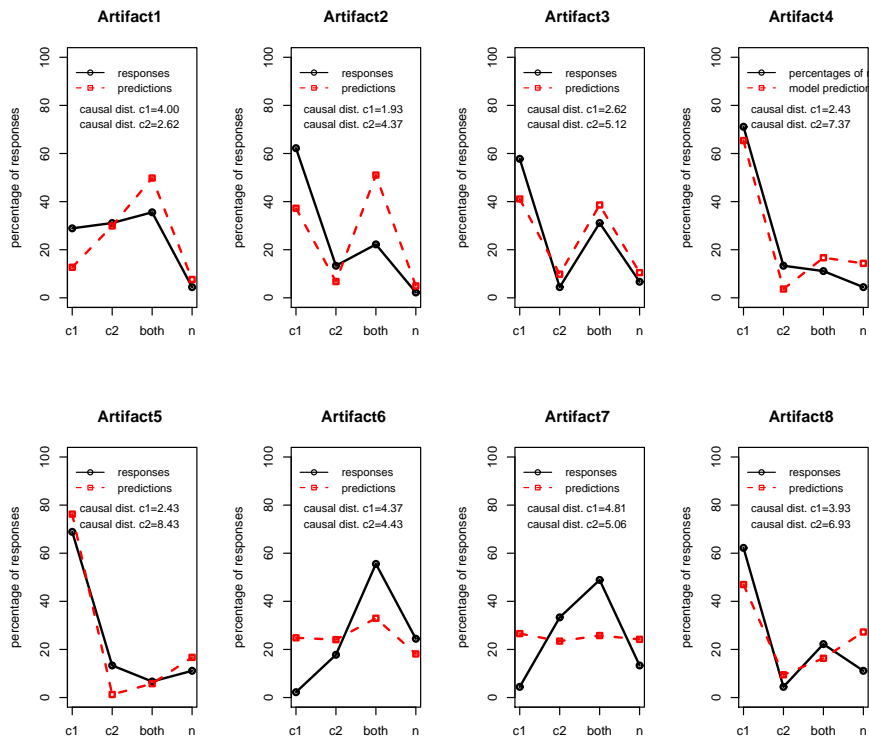 Artifact1
percentage of responses
0 20 40 60 80 100
responses
predictions
causal dist. c1=4.00
causal dist. c2=2.62
c1 c2 both n
Artifact2
percentage of responses
0 20 40 60 80 100
responses
predictions
causal dist. c1=1.93
causal dist. c2=4.37
c1 c2 both n
Artifact3
percentage of responses
0 20 40 60 80 100
responses
predictions
causal dist. c1=2.62
causal dist. c2=5.12
c1 c2 both n
Artifact4
percentage of responses
0 20 40 60 80 100
percentages of
model prediction
causal dist. c1=2.43
causal dist. c2=7.37
c1 c2 both n
Artifact5
percentage of responses
0 20 40 60 80 100
responses
predictions
causal dist. c1=2.43
causal dist. c2=8.43
c1 c2 both n
Artifact6
percentage of responses
0 20 40 60 80 100
responses
predictions
causal dist. c1=4.37
causal dist. c2=4.43
c1 c2 both n
Artifact7
percentage of responses
0 20 40 60 80 100
responses
predictions
causal dist. c1=4.81
causal dist. c2=5.06
c1 c2 both n
Artifact8
percentage of responses
0 20 40 60 80 100
responses
predictions
causal dist. c1=3.93
causal dist. c2=6.93
c1 c2 both n